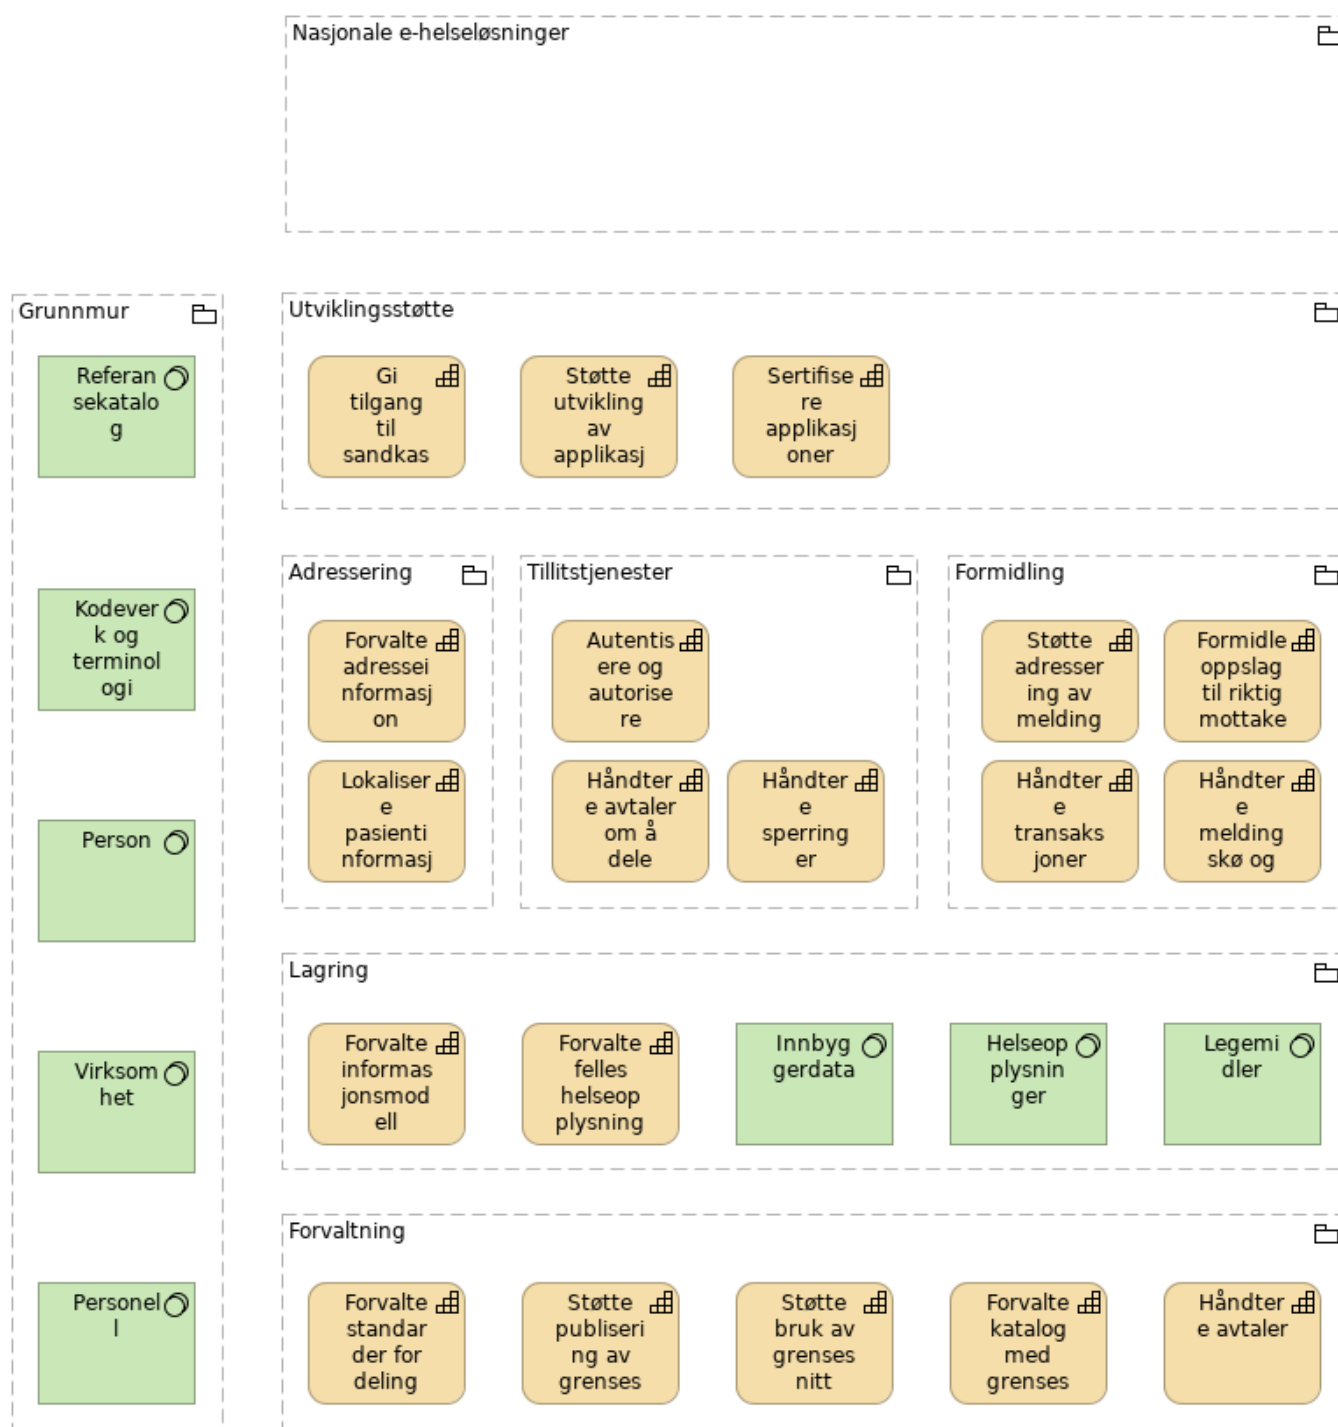 Nasjonale e-helseløsninger
Grunnmur
Referan
sekatalo
g
Kodever
k og
terminol
ogi
Person
Virksom
het
Personel
l
Utviklingsstøtte
Gi
tilgang
til
sandkas
Støtte
utvikling
av
applikasj
Sertifise
re
applikasj
oner
Adressering
Forvalte
adressei
nformasj
on
Lokaliser
e
pasienti
nformasj
Tillitstjenester
Autentis
ere og
autorise
re
Håndter
e avtaler
om å
dele
Håndter
e
sperring
er
Formidling
Støtte
adresser
ing av
melding
Formidle
oppslag
til riktig
mottake
Håndter
e
transaks
joner
Håndter
e
melding
skø og
Lagring
Forvalte
informas
jonsmod
ell
Forvalte
felles
helseop
plysning
Innbyg
gerdata
Helseop
plysnin
ger
Legemi
dler
Forvaltning
Forvalte
standar
der for
deling
Støtte
publiseri
ng av
grenses
Støtte
bruk av
grenses
nitt
Forvalte
katalog
med
grenses
Håndter
e avtaler